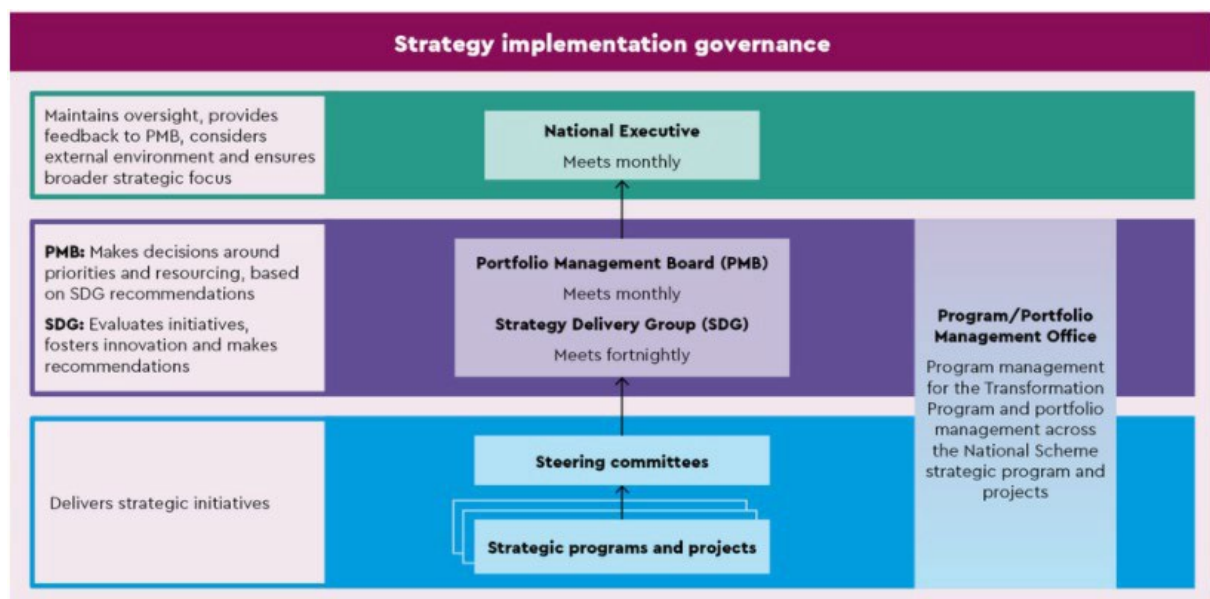 Strategy implementation governance
Maintains oversight, provides
feedback to PMB, considers
external environment and ensures
broader strategic focus
National Executive
Meets monthly
PMB: Makes decisions around
priorities and resourcing, based
on SDG recommendations
SDG: Evaluates initiatives,
fosters innovation and makes
recommendations
Portfolio Management Board (PMB)
Meets monthly
Strategy Delivery Group (SDG)
Meets fortnightly
Program/Portfolio
Management Office
Program management
for the Transformation
Program and portfolio
management across
the National Scheme
strategic program and
projects
Delivers strategic initiatives
Steering committees
Strategic programs and projects